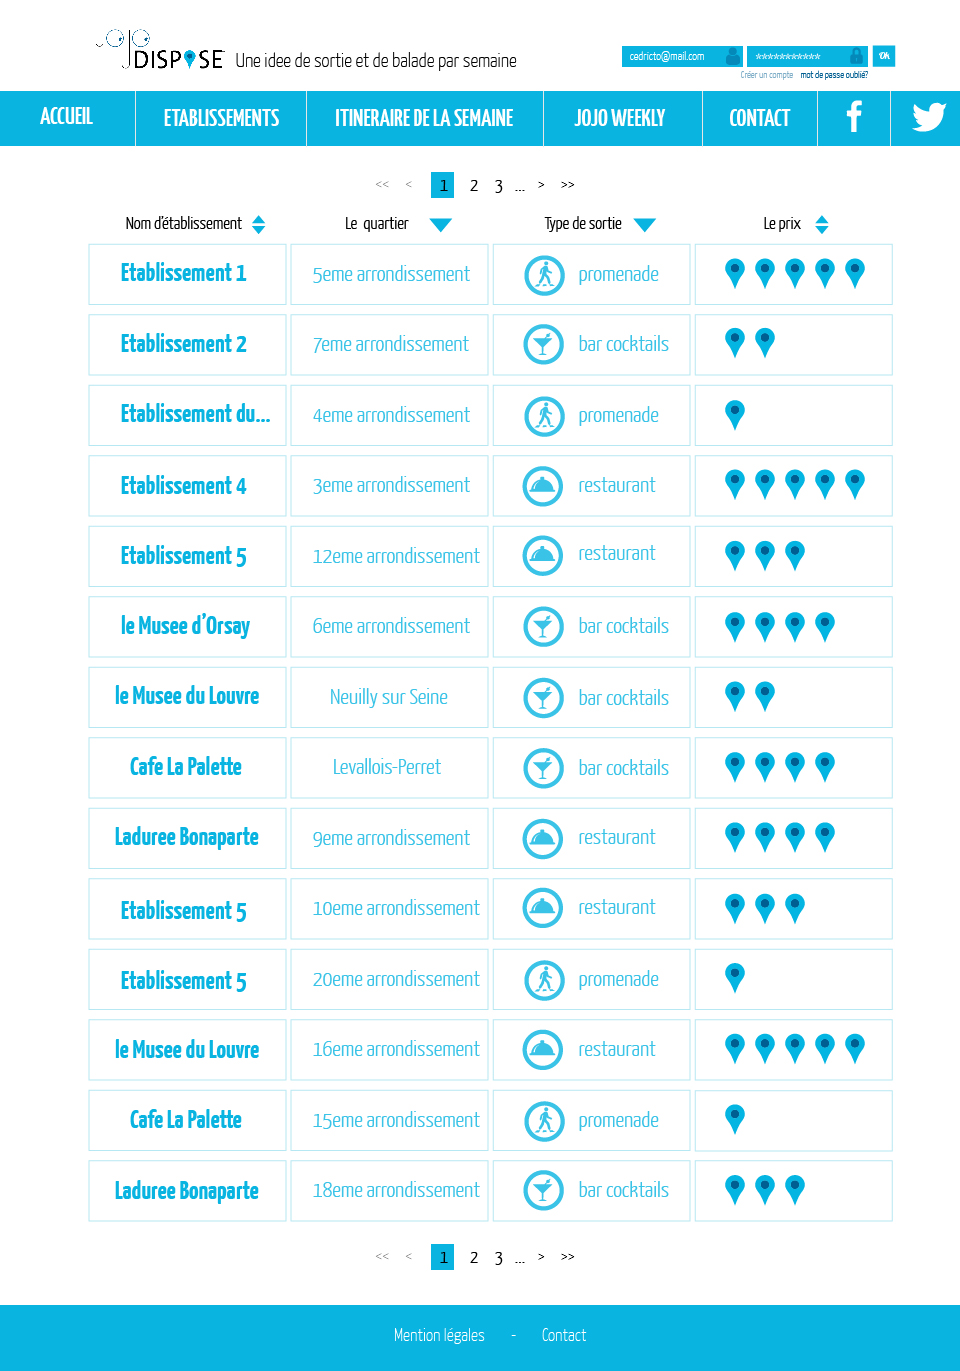 JoJo DISPOSE Une idee de sortie et de balade par semaine
cedricto@mail.com ************ Ok
Créer un compte mot de passe oublié?
ACCUEIL ETABLISSEMENTS ITINERAIRE DE LA SEMAINE JOJO WEEKLY CONTACT f
<< < 1 2 3 ... > >>
Nom d'établissement Le quartier Type de sortie Le prix
Etablissement 1 5eme arrondissement promenade
Etablissement 2 7eme arrondissement bar cocktails
Etablissement du... 4eme arrondissement promenade
Etablissement 4 3eme arrondissement restaurant
Etablissement 5 12eme arrondissement restaurant
le Musee d'Orsay 6eme arrondissement bar cocktails
le Musee du Louvre Neuilly sur Seine bar cocktails
Cafe La Palette Levallois-Perret bar cocktails
Laduree Bonaparte 9eme arrondissement restaurant
Etablissement 5 10eme arrondissement restaurant
Etablissement 5 20eme arrondissement promenade
le Musee du Louvre 16eme arrondissement restaurant
Cafe La Palette 15eme arrondissement promenade
Laduree Bonaparte 18eme arrondissement bar cocktails
<< < 1 2 3 ... > >>
Mention légales - Contact